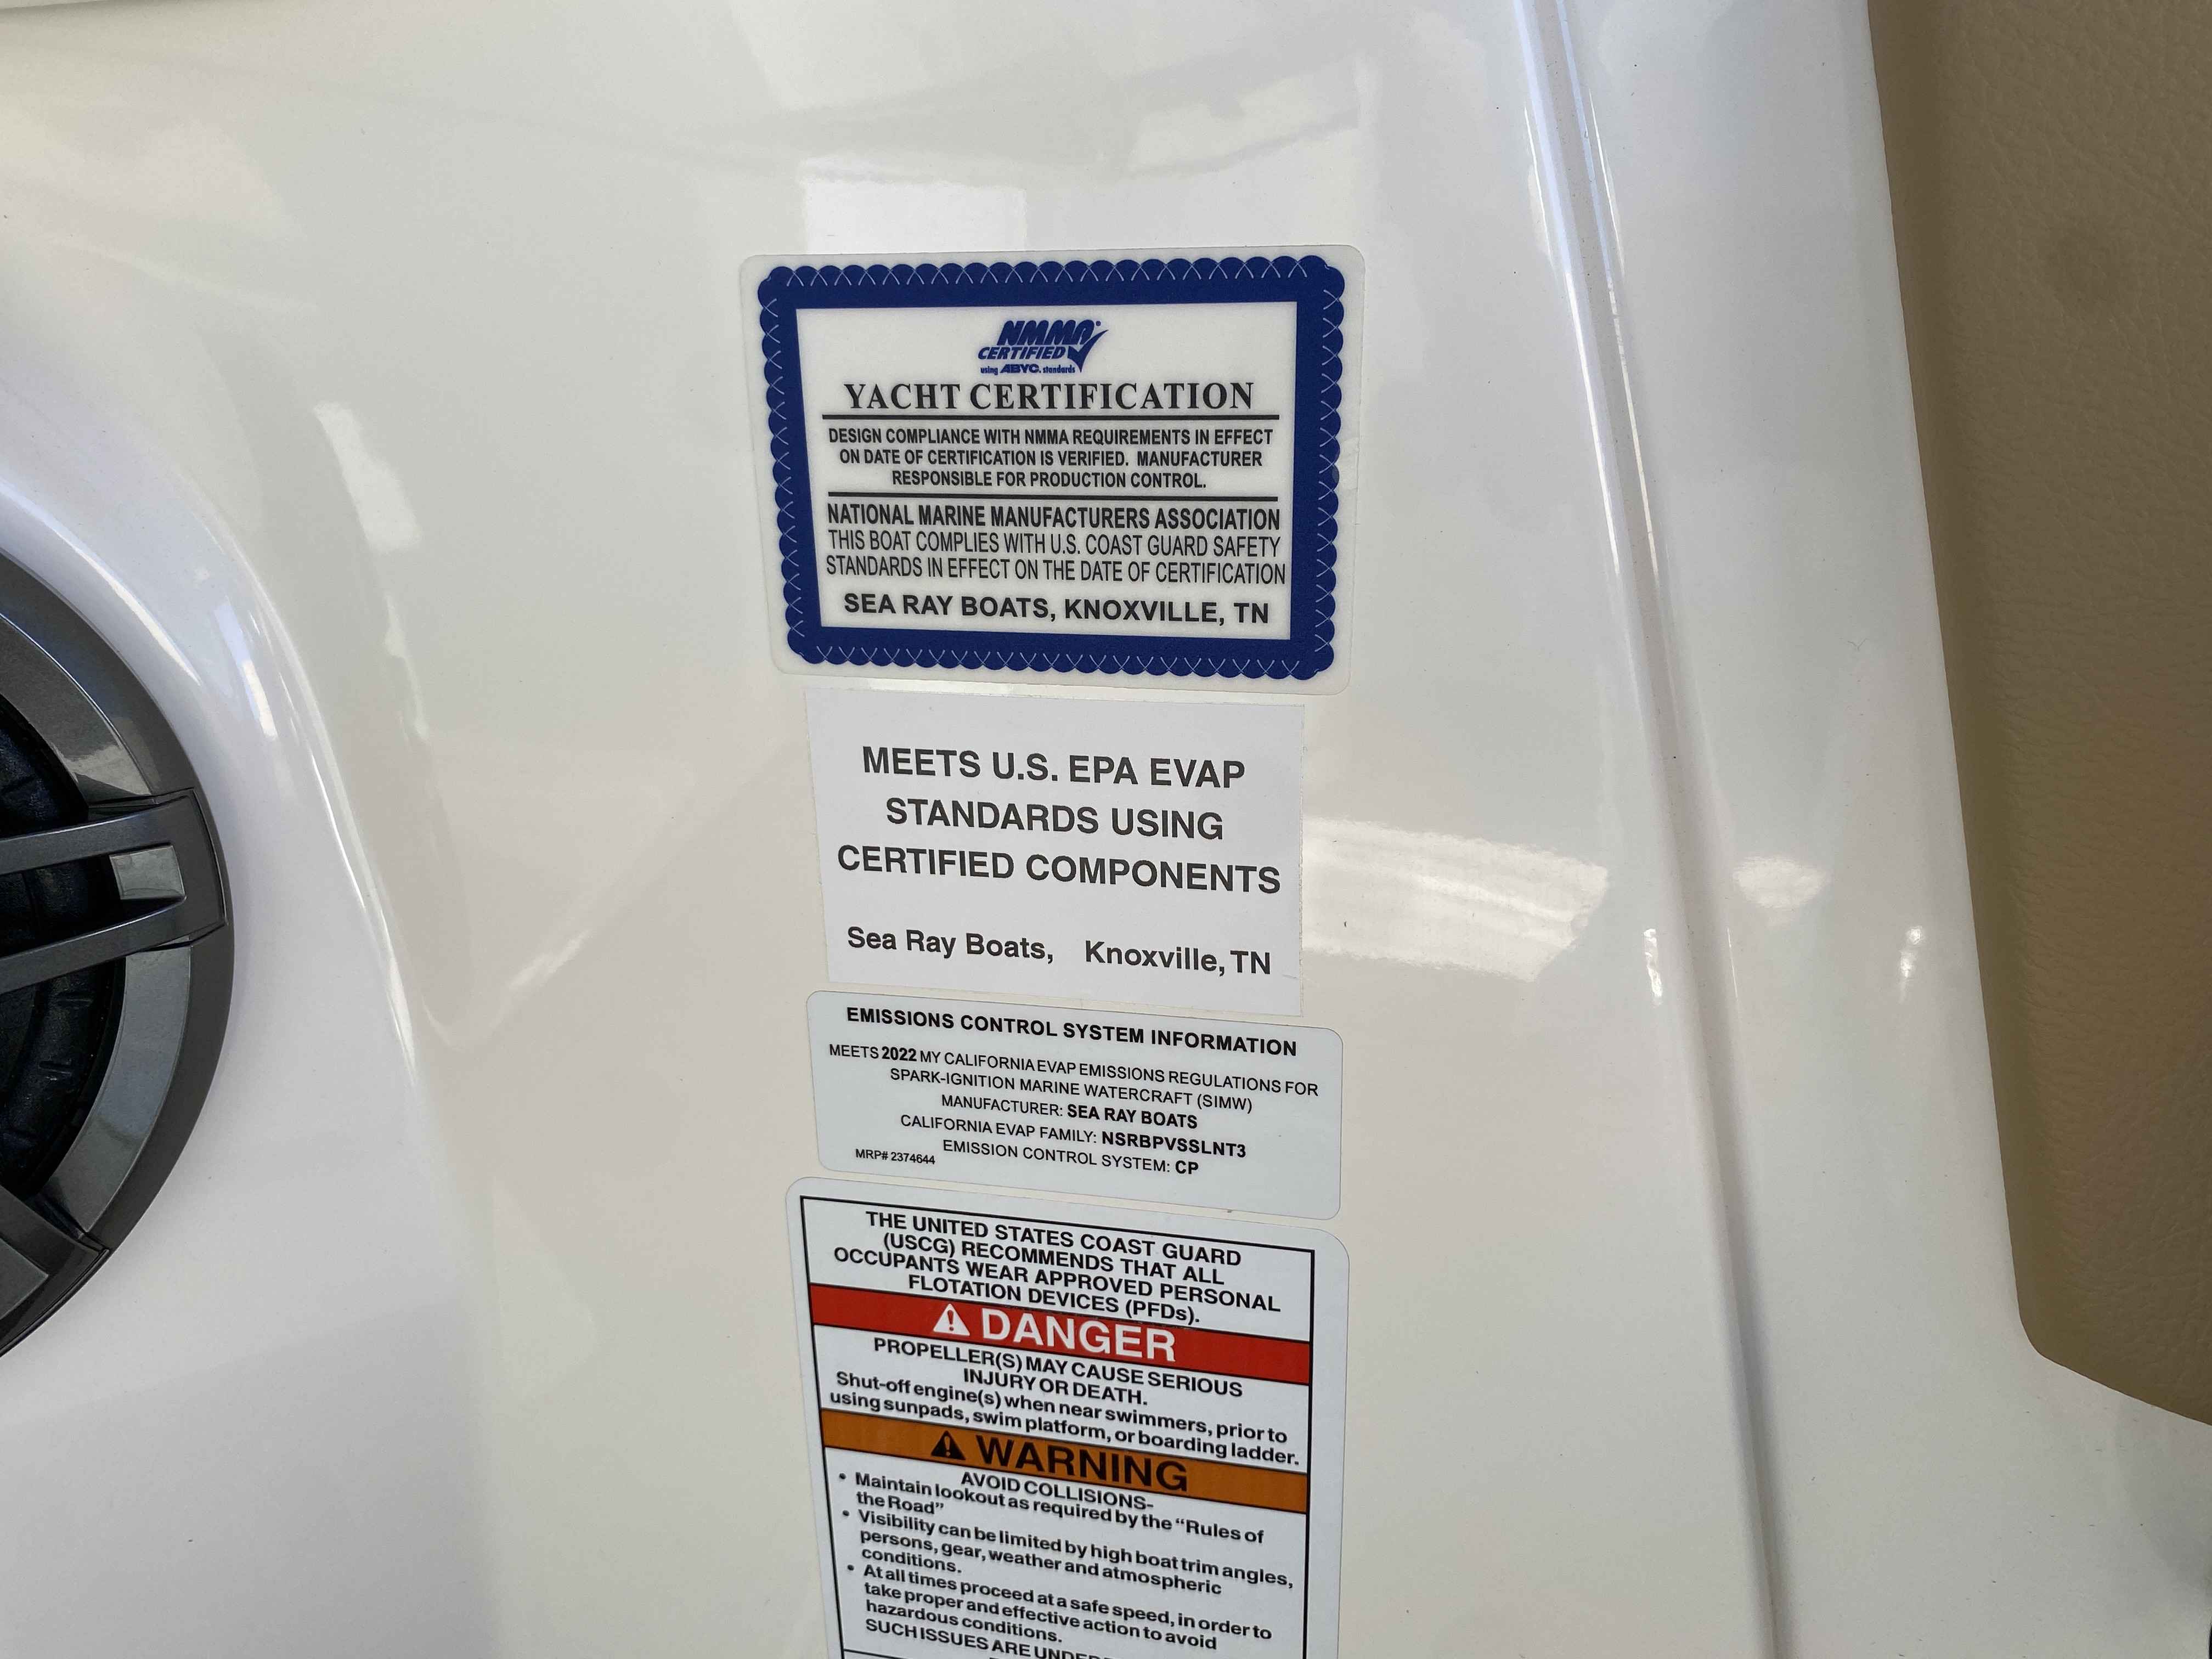 NMMA
CERTIFIED
using ABYC. standards
YACHT CERTIFICATION
DESIGN COMPLIANCE WITH NMMA REQUIREMENTS IN EFFECT
ON DATE OF CERTIFICATION IS VERIFIED. MANUFACTURER
RESPONSIBLE FOR PRODUCTION CONTROL.
NATIONAL MARINE MANUFACTURERS ASSOCIATION
THIS BOAT COMPLIES WITH U.S. COAST GUARD SAFETY
STANDARDS IN EFFECT ON THE DATE OF CERTIFICATION
SEA RAY BOATS, KNOXVILLE, TN
MEETS U.S. EPA EVAP
STANDARDS USING
CERTIFIED COMPONENTS
Sea Ray Boats, Knoxville, TN
EMISSIONS CONTROL SYSTEM INFORMATION
MEETS 2022 MY CALIFORNIA EVAP EMISSIONS REGULATIONS FOR
SPARK-IGNITION MARINE WATERCRAFT (SIMW)
MANUFACTURER: SEA RAY BOATS
CALIFORNIA EVAP FAMILY: NSRBPVSSLNT3
MRP# 2374644 EMISSION CONTROL SYSTEM: CP
THE UNITED STATES COAST GUARD
(USCG) RECOMMENDS THAT ALL
OCCUPANTS WEAR APPROVED PERSONAL
FLOTATION DEVICES (PFDs).
DANGER
PROPELLER(S) MAY CAUSE SERIOUS
INJURY OR DEATH.
Shut-off engine(s) when near swimmers, prior to
using sunpads, swim platform, or boarding ladder.
WARNING
AVOID COLLISIONS-
• Maintain lookout as required by the “Rules of
the Road”
• Visibility can be limited by high boat trim angles,
persons, gear, weather and atmospheric
conditions.
• At all times proceed at a safe speed, in order to
take proper and effective action to avoid
hazardous conditions.
SUCH ISSUES ARE